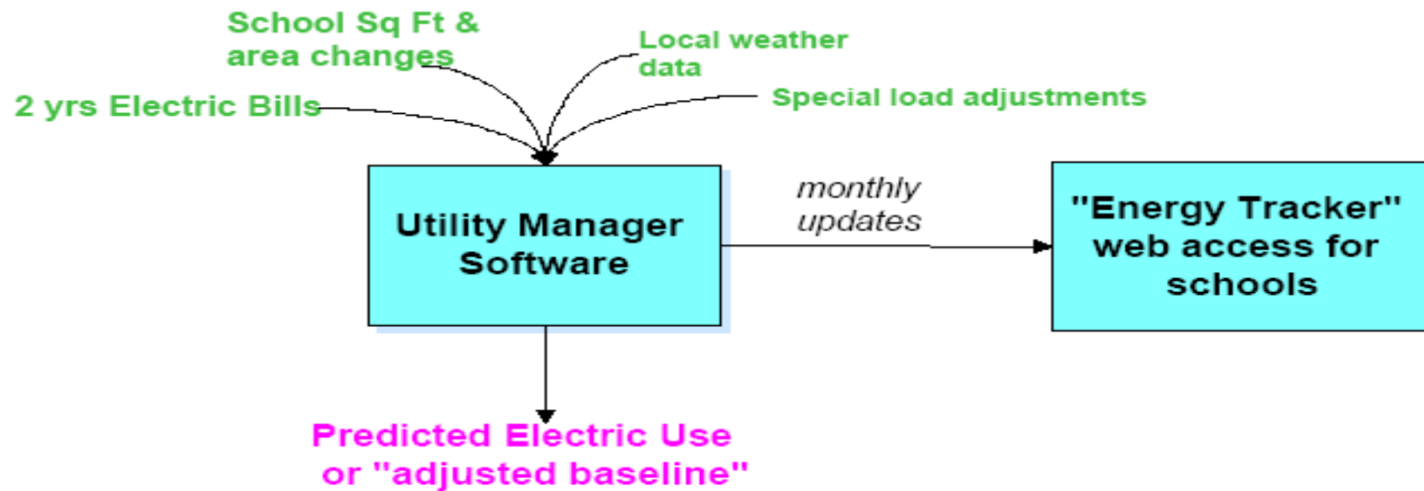 School Sq Ft &
area changes
Local weather
data
2 yrs Electric Bills
Special load adjustments
Utility Manager
Software
monthly
updates
"Energy Tracker"
web access for
schools
Predicted Electric Use
or "adjusted baseline"